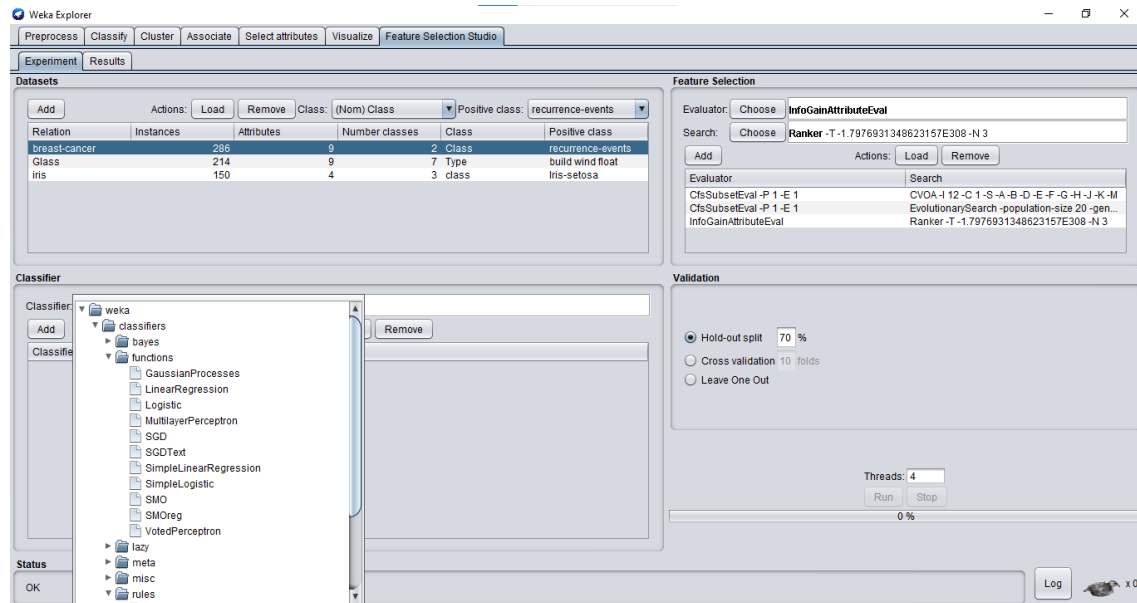 Weka Explorer
Preprocess Classify Cluster Associate Select attributes Visualize Feature Selection Studio
Experiment Results
Datasets
Add Actions: Load Remove Class: (Nom) Class Positive class: recurrence-events
Relation Instances Attributes Number classes Class Positive class
breast-cancer 286 9 2 Class recurrence-events
Glass 214 9 7 Type build wind float
iris 150 4 3 class Iris-setosa
Feature Selection
Evaluator: Choose InfoGainAttributeEval
Search: Choose Ranker -T -1.7976931348623157E308 -N 3
Add Actions: Load Remove
Evaluator Search
CfsSubsetEval -P 1 -E 1 CVOA -I 12 -C 1 -S -A -B -D -E -F -G -H -J -K -M
CfsSubsetEval -P 1 -E 1 EvolutionarySearch -population-size 20 -gen...
InfoGainAttributeEval Ranker -T -1.7976931348623157E308 -N 3
Classifier
Classifier:
Add Remove
Classifie
weka
classifiers
bayes
functions
GaussianProcesses
LinearRegression
Logistic
MultilayerPerceptron
SGD
SGDText
SimpleLinearRegression
SimpleLogistic
SMO
SMOreg
VotedPerceptron
lazy
meta
misc
rules
Validation
Hold-out split 70 %
Cross validation 10 folds
Leave One Out
Threads: 4
Run Stop
0 %
Status
OK
Log x 0